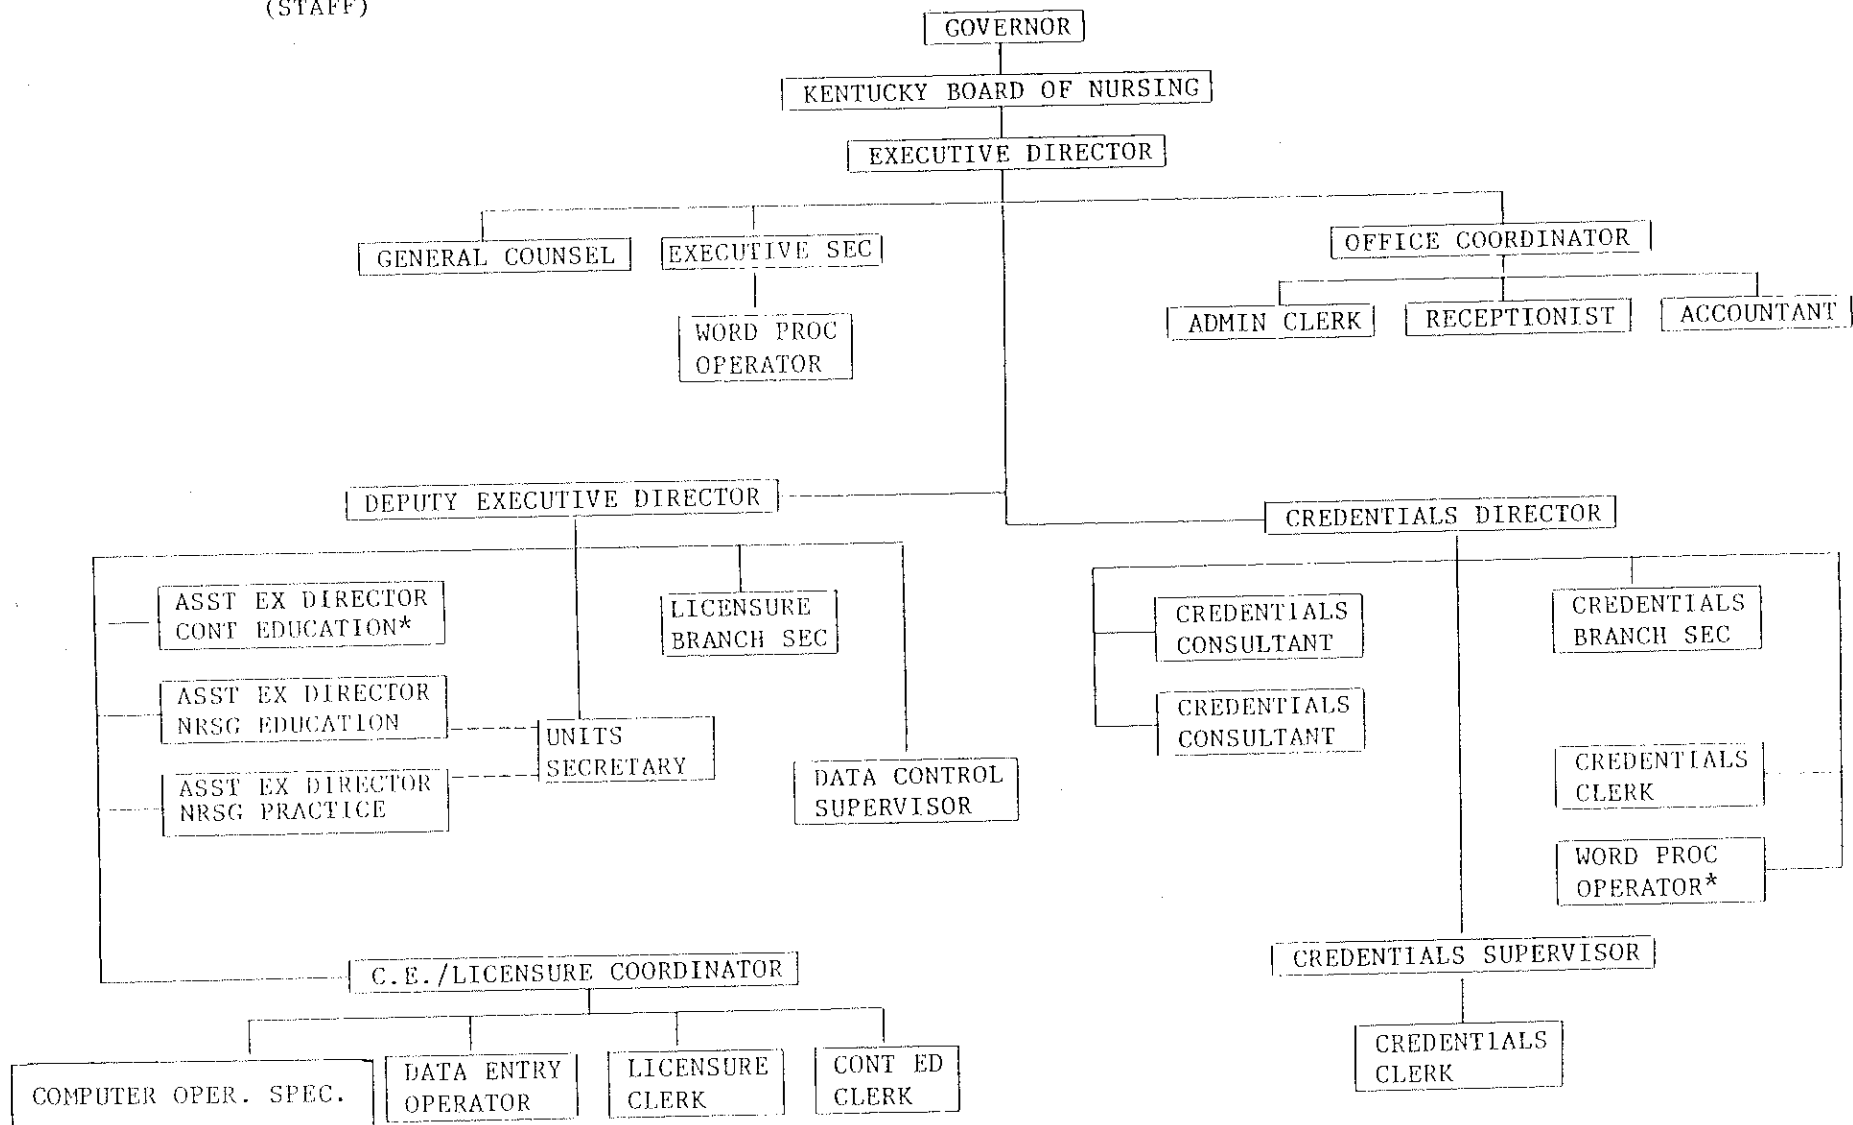 (STAFF)
GOVERNOR
KENTUCKY BOARD OF NURSING
EXECUTIVE DIRECTOR
GENERAL COUNSEL
EXECUTIVE SEC
OFFICE COORDINATOR
WORD PROC
OPERATOR
ADMIN CLERK
RECEPTIONIST
ACCOUNTANT
DEPUTY EXECUTIVE DIRECTOR
CREDENTIALS DIRECTOR
ASST EX DIRECTOR
CONT EDUCATION*
LICENSURE
BRANCH SEC
ASST EX DIRECTOR
NRSG EDUCATION
UNITS
SECRETARY
ASST EX DIRECTOR
NRSG PRACTICE
DATA CONTROL
SUPERVISOR
CREDENTIALS
CONSULTANT
CREDENTIALS
BRANCH SEC
CREDENTIALS
CONSULTANT
CREDENTIALS
CLERK
WORD PROC
OPERATOR*
C.E./LICENSURE COORDINATOR
CREDENTIALS SUPERVISOR
COMPUTER OPER. SPEC.
DATA ENTRY
OPERATOR
LICENSURE
CLERK
CONT ED
CLERK
CREDENTIALS
CLERK